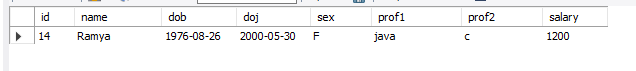 id name dob doj sex prof1 prof2 salary
14 Ramya 1976-08-26 2000-05-30 F java c 1200